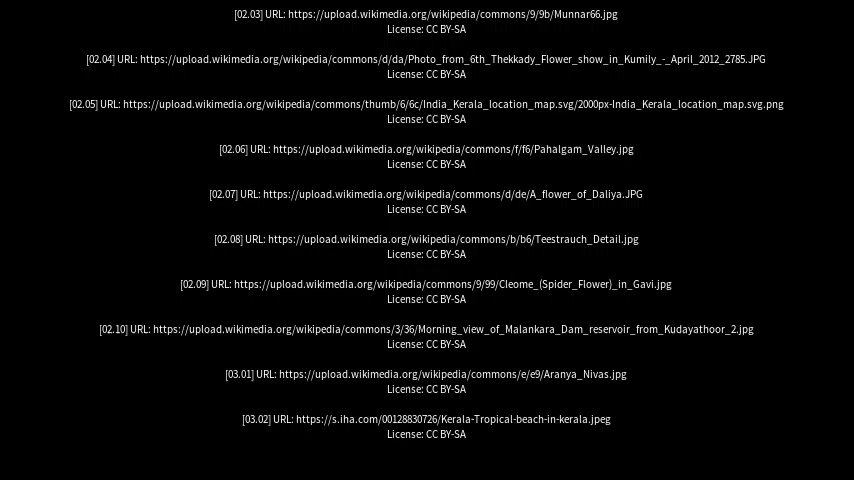 [02.03] URL: https://upload.wikimedia.org/wikipedia/commons/9/9b/Munnar66.jpg
License: CC BY-SA
[02.04] URL: https://upload.wikimedia.org/wikipedia/commons/d/da/Photo_from_6th_Thekkady_Flower_show_in_Kumily_-_April_2012_2785.JPG
License: CC BY-SA
[02.05] URL: https://upload.wikimedia.org/wikipedia/commons/thumb/6/6c/India_Kerala_location_map.svg/2000px-India_Kerala_location_map.svg.png
License: CC BY-SA
[02.06] URL: https://upload.wikimedia.org/wikipedia/commons/f/f6/Pahalgam_Valley.jpg
License: CC BY-SA
[02.07] URL: https://upload.wikimedia.org/wikipedia/commons/d/de/A_flower_of_Daliya.JPG
License: CC BY-SA
[02.08] URL: https://upload.wikimedia.org/wikipedia/commons/b/b6/Teestrauch_Detail.jpg
License: CC BY-SA
[02.09] URL: https://upload.wikimedia.org/wikipedia/commons/9/99/Cleome_(Spider_Flower)_in_Gavi.jpg
License: CC BY-SA
[02.10] URL: https://upload.wikimedia.org/wikipedia/commons/3/36/Morning_view_of_Malankara_Dam_reservoir_from_Kudayathoor_2.jpg
License: CC BY-SA
[03.01] URL: https://upload.wikimedia.org/wikipedia/commons/e/e9/Aranya_Nivas.jpg
License: CC BY-SA
[03.02] URL: https://s.iha.com/00128830726/Kerala-Tropical-beach-in-kerala.jpeg
License: CC BY-SA